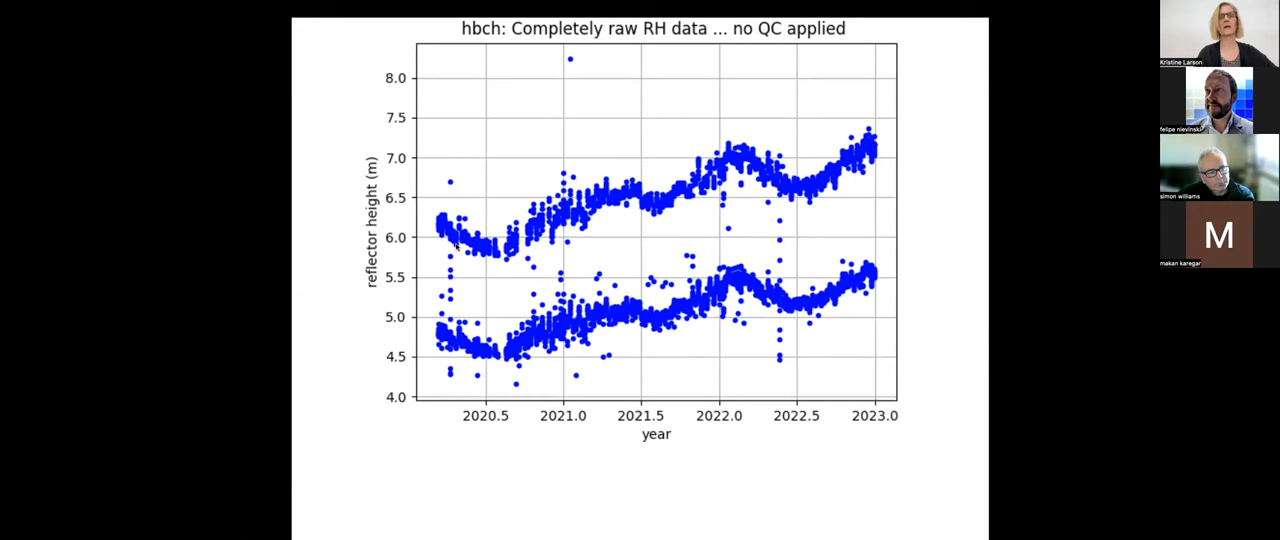 hbch: Completely raw RH data ... no QC applied
8.0
7.5
7.0
6.5
6.0
5.5
5.0
4.5
4.0
reflector height (m)
2020.5 2021.0 2021.5 2022.0 2022.5 2023.0
year
Kristine Larson
felipe nievinski
simon williams
M
makan karegar